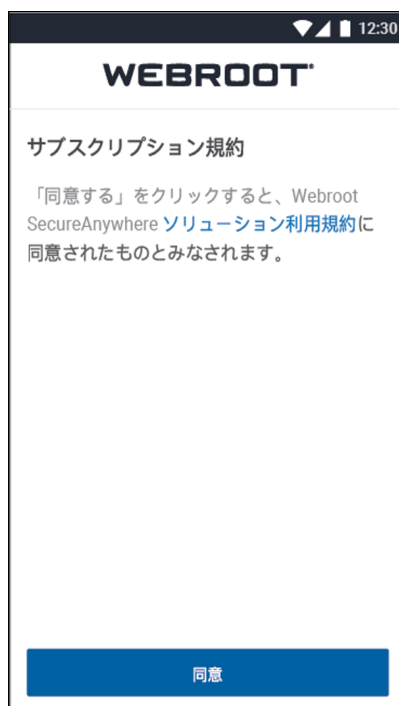 12:30
WEBROOT®
サブスクリプション規約
「同意する」をクリックすると、Webroot
SecureAnywhere ソリューション利用規約に
同意されたものとみなされます。
同意